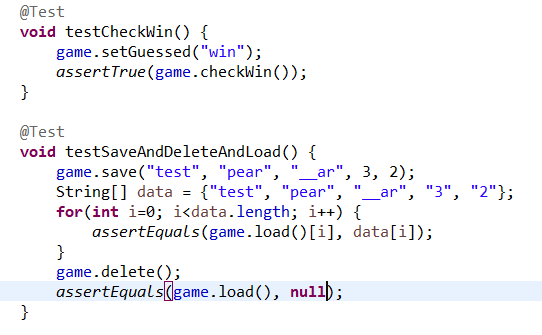 @Test
void testCheckWin() {
game.setGuessed("win");
assertTrue(game.checkWin());
}
@Test
void testSaveAndDeleteAndLoad() {
game.save("test", "pear", "__ar", 3, 2);
String[] data = {"test", "pear", "__ar", "3", "2"};
for(int i=0; i<data.length; i++) {
assertEquals(game.load()[i], data[i]);
}
game.delete();
assertEquals(game.load(), null);
}